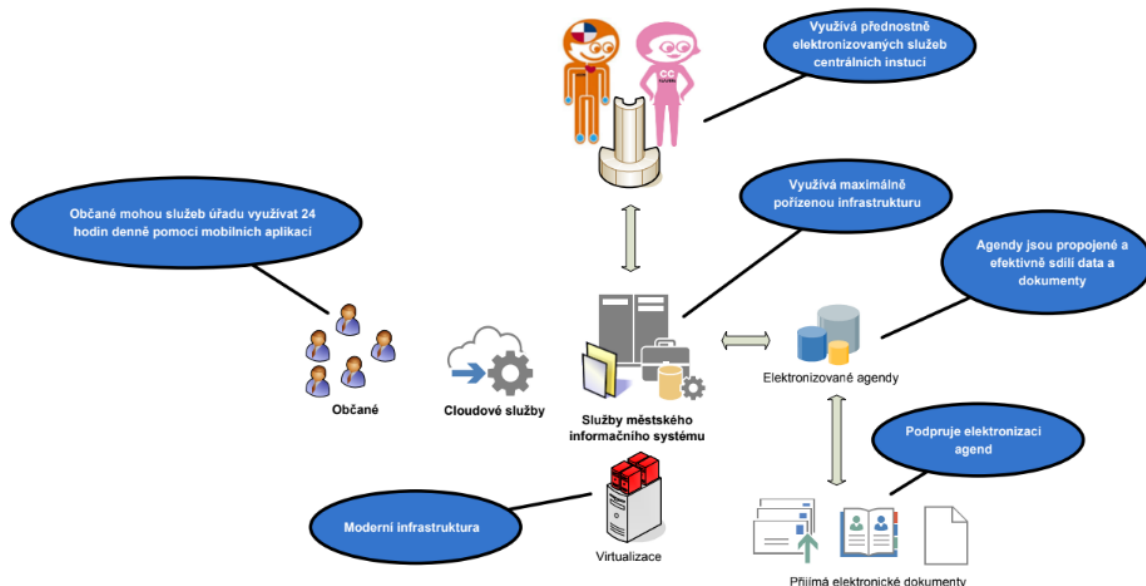 Využívá přednostně
elektronizovaných služeb
centrálních instucí
CC
Využívá maximálně
pořízenou infrastrukturu
Občané mohou služeb úřadu využívat 24
hodin denně pomocí mobilních aplikací
Agendy jsou propojené a
efektivně sdílí data a
dokumenty
Elektronizované agendy
Občané
Cloudové služby
Služby městského
informačního systému
Podpruje elektronizaci
agend
Moderní infrastruktura
Virtualizace
Přijímá elektronické dokumenty